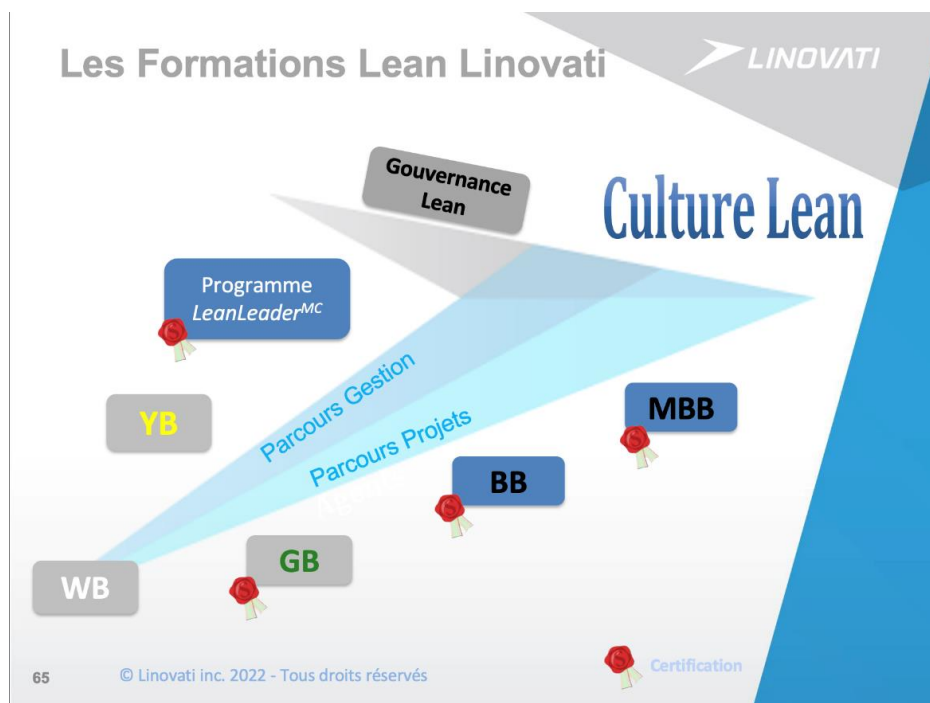 Les Formations Lean Linovati
LINOVATI
Gouvernance
Lean
Culture Lean
Programme
LeanLeaderMC
Parcours Gestion
YB
MBB
Parcours Projets
BB
GB
WB
65
© Linovati inc. 2022 - Tous droits réservés
Certification